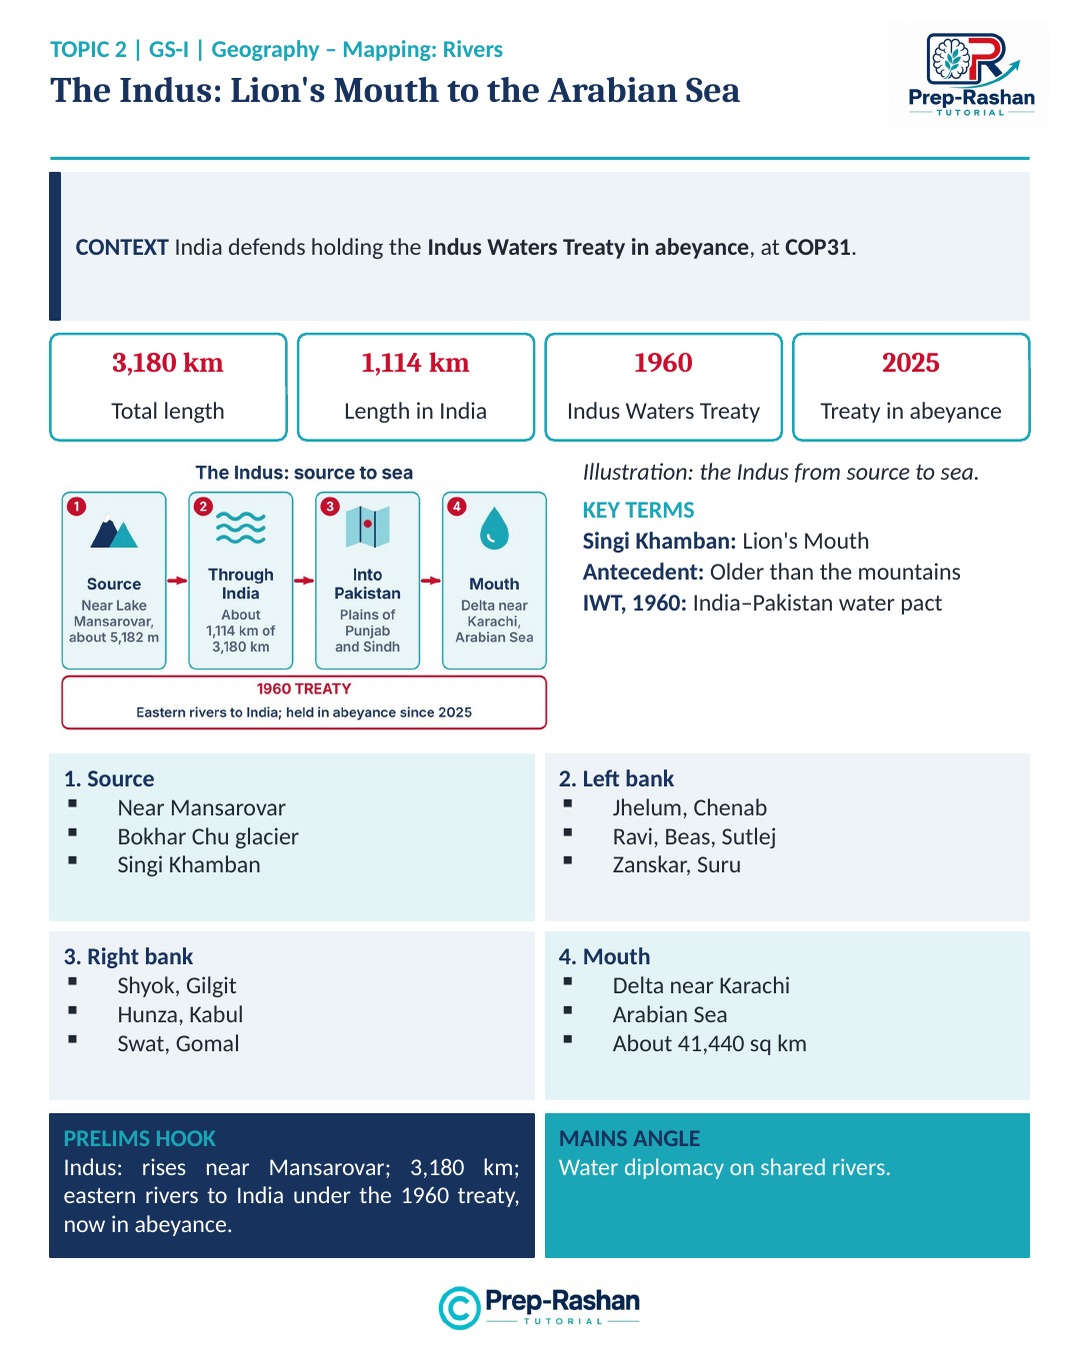 TOPIC 2 | GS-I | Geography – Mapping: Rivers
The Indus: Lion's Mouth to the Arabian Sea
Prep-Rashan
TUTORIAL
CONTEXT India defends holding the Indus Waters Treaty in abeyance, at COP31.
3,180 km
Total length
1,114 km
Length in India
1960
Indus Waters Treaty
2025
Treaty in abeyance
The Indus: source to sea
1
Source
Near Lake
Mansarovar,
about 5,182 m
2
Through
India
About
1,114 km of
3,180 km
3
Into
Pakistan
Plains of
Punjab
and Sindh
4
Mouth
Delta near
Karachi,
Arabian Sea
1960 TREATY
Eastern rivers to India; held in abeyance since 2025
Illustration: the Indus from source to sea.
KEY TERMS
Singi Khamban: Lion's Mouth
Antecedent: Older than the mountains
IWT, 1960: India–Pakistan water pact
1. Source
▪ Near Mansarovar
▪ Bokhar Chu glacier
▪ Singi Khamban
2. Left bank
▪ Jhelum, Chenab
▪ Ravi, Beas, Sutlej
▪ Zanskar, Suru
3. Right bank
▪ Shyok, Gilgit
▪ Hunza, Kabul
▪ Swat, Gomal
4. Mouth
▪ Delta near Karachi
▪ Arabian Sea
▪ About 41,440 sq km
PRELIMS HOOK
Indus: rises near Mansarovar; 3,180 km;
eastern rivers to India under the 1960 treaty,
now in abeyance.
MAINS ANGLE
Water diplomacy on shared rivers.
© Prep-Rashan
TUTORIAL